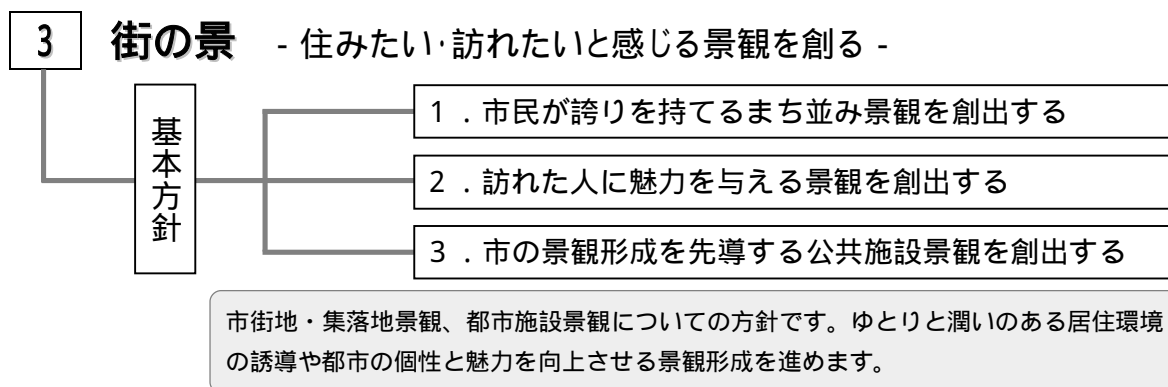 3 街の景 - 住みたい・訪れたいと感じる景観を創る -
基本方針
1．市民が誇りを持てるまち並み景観を創出する
2．訪れた人に魅力を与える景観を創出する
3．市の景観形成を先導する公共施設景観を創出する
市街地・集落地景観、都市施設景観についての方針です。ゆとりと潤いのある居住環境
の誘導や都市の個性と魅力を向上させる景観形成を進めます。